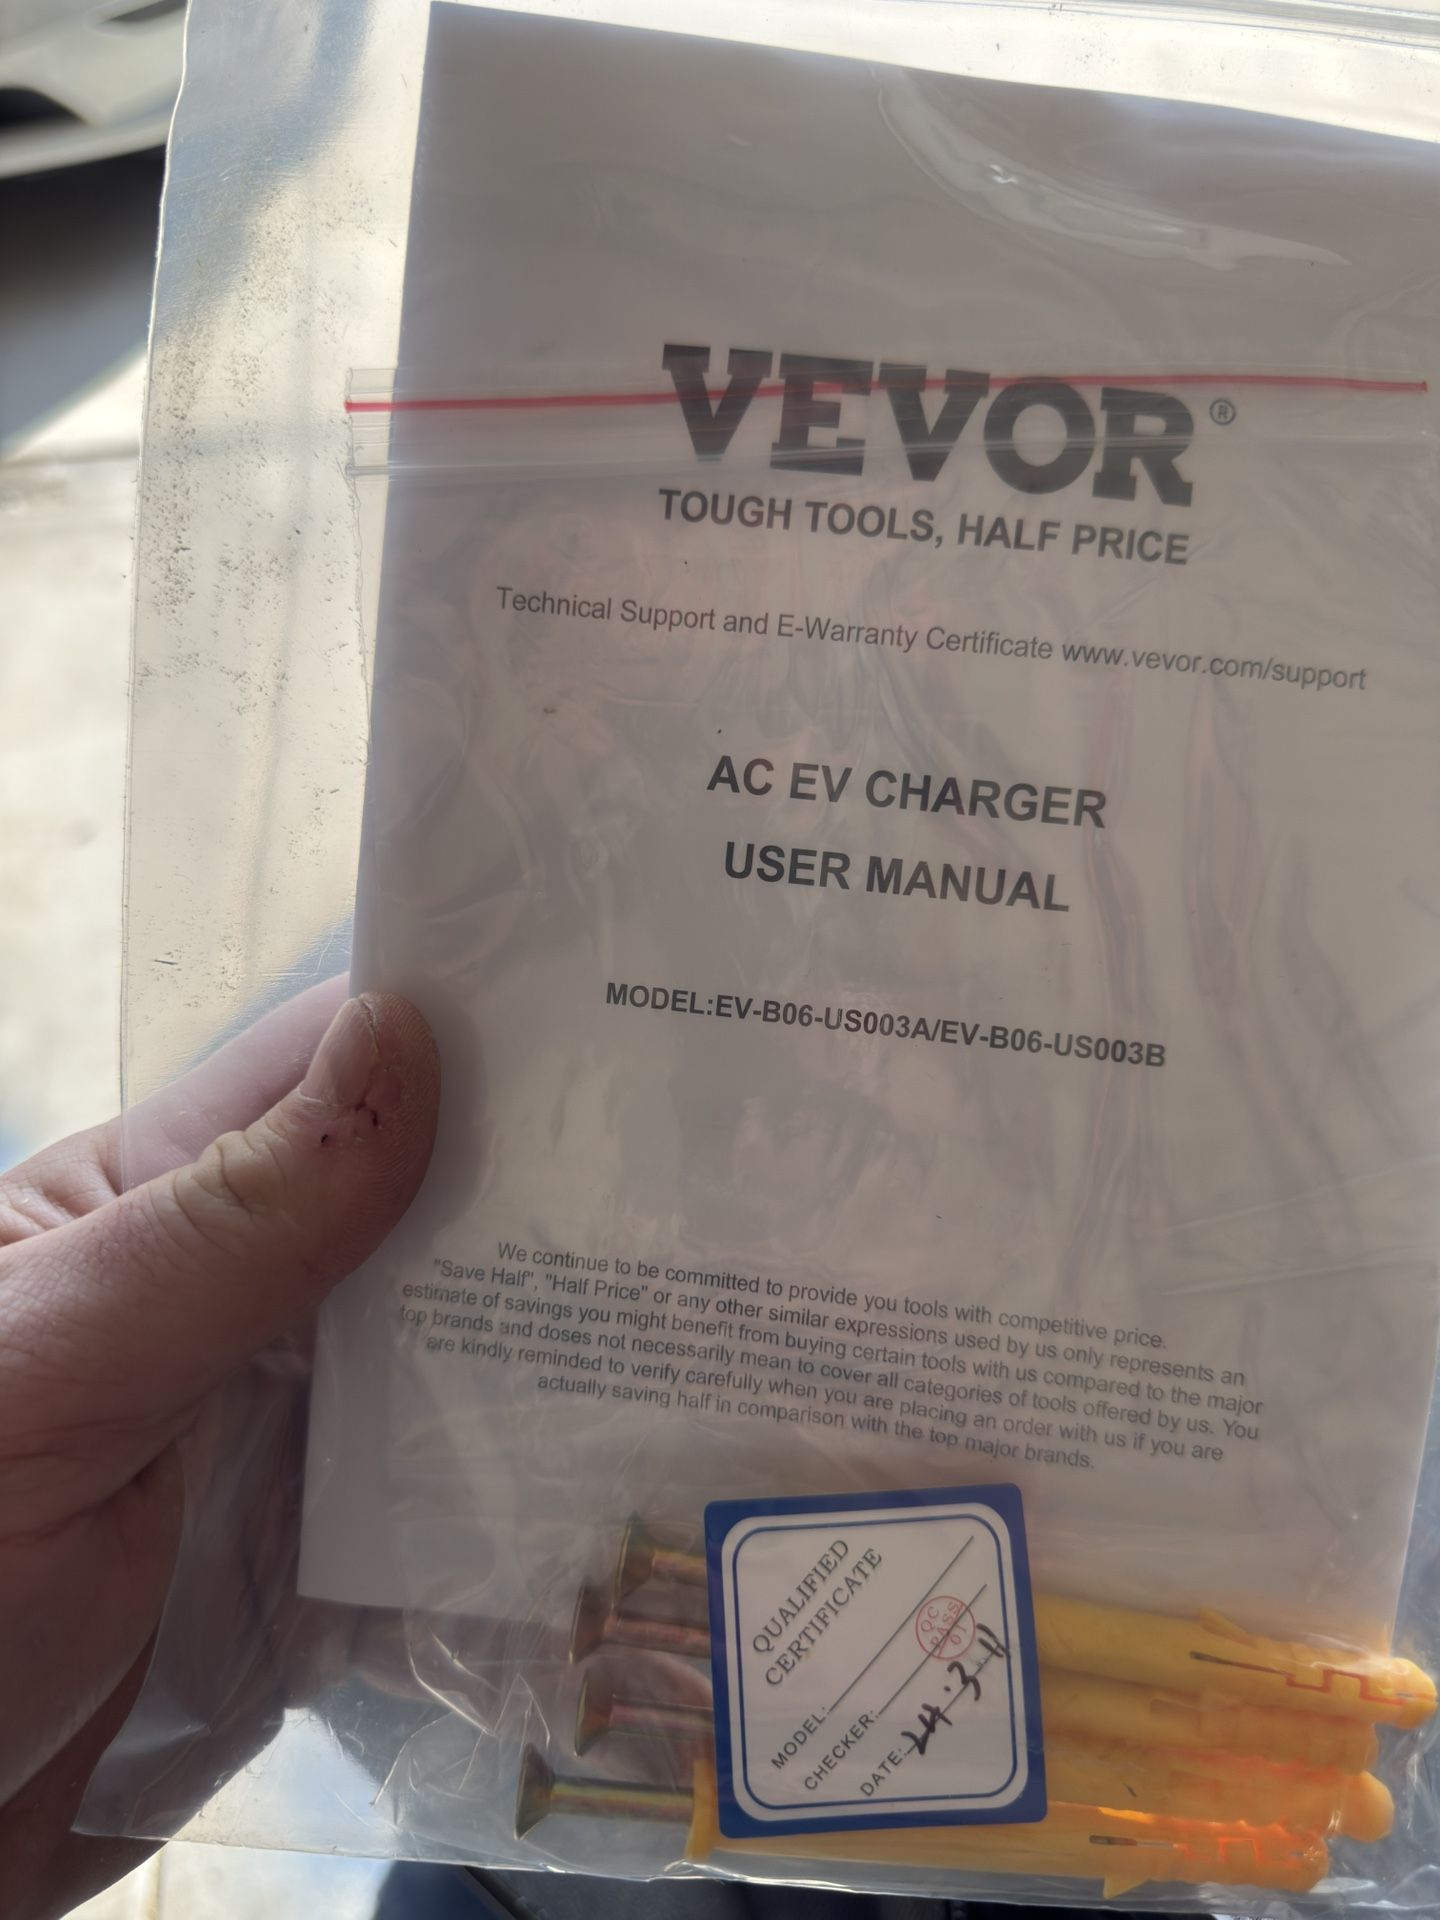 VEVOR®
TOUGH TOOLS, HALF PRICE
Technical Support and E-Warranty Certificate www.vevor.com/support
AC EV CHARGER
USER MANUAL
MODEL:EV-B06-US003A/EV-B06-US003B
We continue to be committed to provide you tools with competitive price.
"Save Half", "Half Price" or any other similar expressions used by us only represents an
estimate of savings you might benefit from buying certain tools with us compared to the major
top brands and doses not necessarily mean to cover all categories of tools offered by us. You
are kindly reminded to verify carefully when you are placing an order with us if you are
actually saving half in comparison with the top major brands.
QUALIFIED
CERTIFICATE
MODEL:
CHECKER:
QC
PASS
01
DATE: 24.3.11